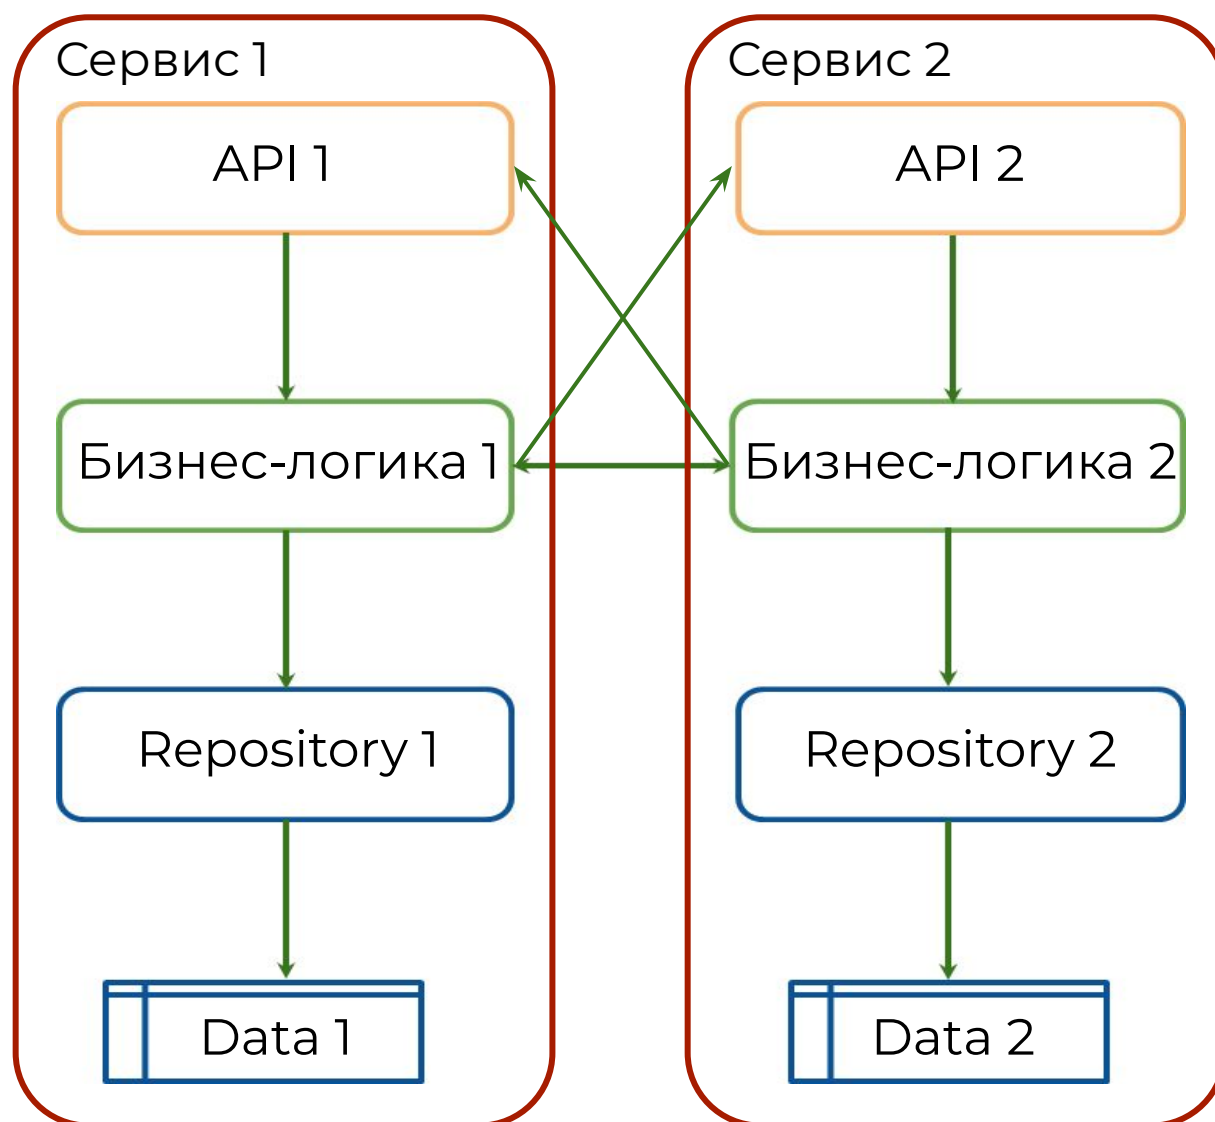 Сервис 1
API 1
Бизнес-логика 1
Repository 1
Data 1
Сервис 2
API 2
Бизнес-логика 2
Repository 2
Data 2